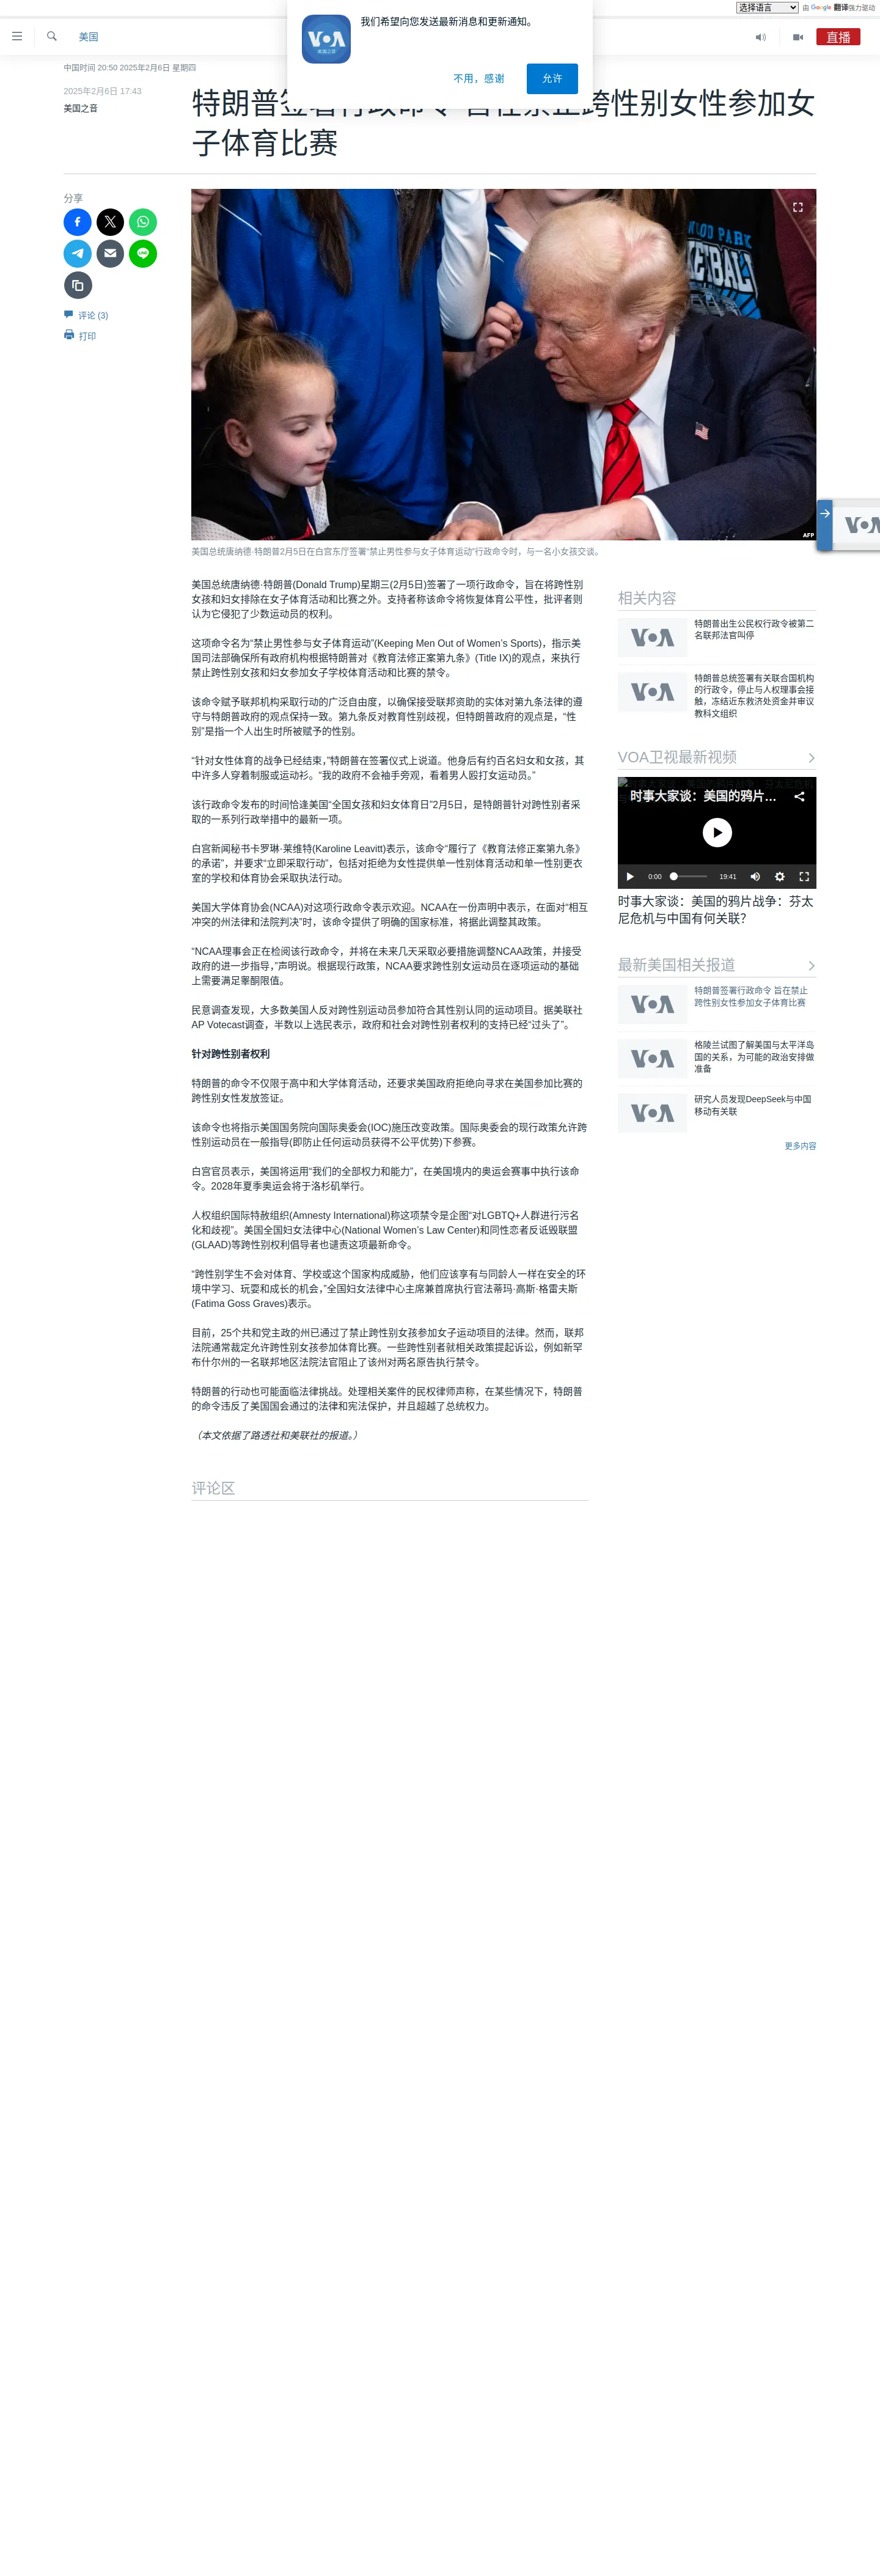 选择语言 由 Google 翻译强力驱动
我们希望向您发送最新消息和更新通知。
不用，感谢 允许
VOA
美国之音
美国
直播
中国时间 20:50 2025年2月6日 星期四
2025年2月6日 17:43
美国之音
特朗普签署行政命令 旨在禁止跨性别女性参加女
子体育比赛
分享
评论 (3)
打印
WOOD PARK
BASKETBALL
AFP
美国总统唐纳德·特朗普2月5日在白宫东厅签署“禁止男性参与女子体育运动”行政命令时，与一名小女孩交谈。
美国总统唐纳德·特朗普(Donald Trump)星期三(2月5日)签署了一项行政命令，旨在将跨性别
女孩和妇女排除在女子体育活动和比赛之外。支持者称该命令将恢复体育公平性，批评者则
认为它侵犯了少数运动员的权利。
这项命令名为“禁止男性参与女子体育运动”(Keeping Men Out of Women’s Sports)，指示美
国司法部确保所有政府机构根据特朗普对《教育法修正案第九条》(Title IX)的观点，来执行
禁止跨性别女孩和妇女参加女子学校体育活动和比赛的禁令。
该命令赋予联邦机构采取行动的广泛自由度，以确保接受联邦资助的实体对第九条法律的遵
守与特朗普政府的观点保持一致。第九条反对教育性别歧视，但特朗普政府的观点是，“性
别”是指一个人出生时所被赋予的性别。
“针对女性体育的战争已经结束，”特朗普在签署仪式上说道。他身后有约百名妇女和女孩，其
中许多人穿着制服或运动衫。“我的政府不会袖手旁观，看着男人殴打女运动员。”
该行政命令发布的时间恰逢美国“全国女孩和妇女体育日”2月5日，是特朗普针对跨性别者采
取的一系列行政举措中的最新一项。
白宫新闻秘书卡罗琳·莱维特(Karoline Leavitt)表示，该命令“履行了《教育法修正案第九条》
的承诺”，并要求“立即采取行动”，包括对拒绝为女性提供单一性别体育活动和单一性别更衣
室的学校和体育协会采取执法行动。
美国大学体育协会(NCAA)对这项行政命令表示欢迎。NCAA在一份声明中表示，在面对“相互
冲突的州法律和法院判决”时，该命令提供了明确的国家标准，将据此调整其政策。
“NCAA理事会正在检阅该行政命令，并将在未来几天采取必要措施调整NCAA政策，并接受
政府的进一步指导，”声明说。根据现行政策，NCAA要求跨性别女运动员在逐项运动的基础
上需要满足睾酮限值。
民意调查发现，大多数美国人反对跨性别运动员参加符合其性别认同的运动项目。据美联社
AP Votecast调查，半数以上选民表示，政府和社会对跨性别者权利的支持已经“过头了”。
针对跨性别者权利
特朗普的命令不仅限于高中和大学体育活动，还要求美国政府拒绝向寻求在美国参加比赛的
跨性别女性发放签证。
该命令也将指示美国国务院向国际奥委会(IOC)施压改变政策。国际奥委会的现行政策允许跨
性别运动员在一般指导(即防止任何运动员获得不公平优势)下参赛。
白宫官员表示，美国将运用“我们的全部权力和能力”，在美国境内的奥运会赛事中执行该命
令。2028年夏季奥运会将于洛杉矶举行。
人权组织国际特赦组织(Amnesty International)称这项禁令是企图“对LGBTQ+人群进行污名
化和歧视”。美国全国妇女法律中心(National Women’s Law Center)和同性恋者反诋毁联盟
(GLAAD)等跨性别权利倡导者也谴责这项最新命令。
“跨性别学生不会对体育、学校或这个国家构成威胁，他们应该享有与同龄人一样在安全的环
境中学习、玩耍和成长的机会，”全国妇女法律中心主席兼首席执行官法蒂玛·高斯·格雷夫斯
(Fatima Goss Graves)表示。
目前，25个共和党主政的州已通过了禁止跨性别女孩参加女子运动项目的法律。然而，联邦
法院通常裁定允许跨性别女孩参加体育比赛。一些跨性别者就相关政策提起诉讼，例如新罕
布什尔州的一名联邦地区法院法官阻止了该州对两名原告执行禁令。
特朗普的行动也可能面临法律挑战。处理相关案件的民权律师声称，在某些情况下，特朗普
的命令违反了美国国会通过的法律和宪法保护，并且超越了总统权力。
（本文依据了路透社和美联社的报道。）
评论区
相关内容
VOA
特朗普出生公民权行政令被第二
名联邦法官叫停
VOA
特朗普总统签署有关联合国机构
的行政令，停止与人权理事会接
触，冻结近东救济处资金并审议
教科文组织
VOA卫视最新视频
时事大家谈：美国的鸦片...
0:00 19:41
时事大家谈：美国的鸦片战争：芬太
尼危机与中国有何关联？
最新美国相关报道
VOA
特朗普签署行政命令 旨在禁止
跨性别女性参加女子体育比赛
VOA
格陵兰试图了解美国与太平洋岛
国的关系，为可能的政治安排做
准备
VOA
研究人员发现DeepSeek与中国
移动有关联
更多内容